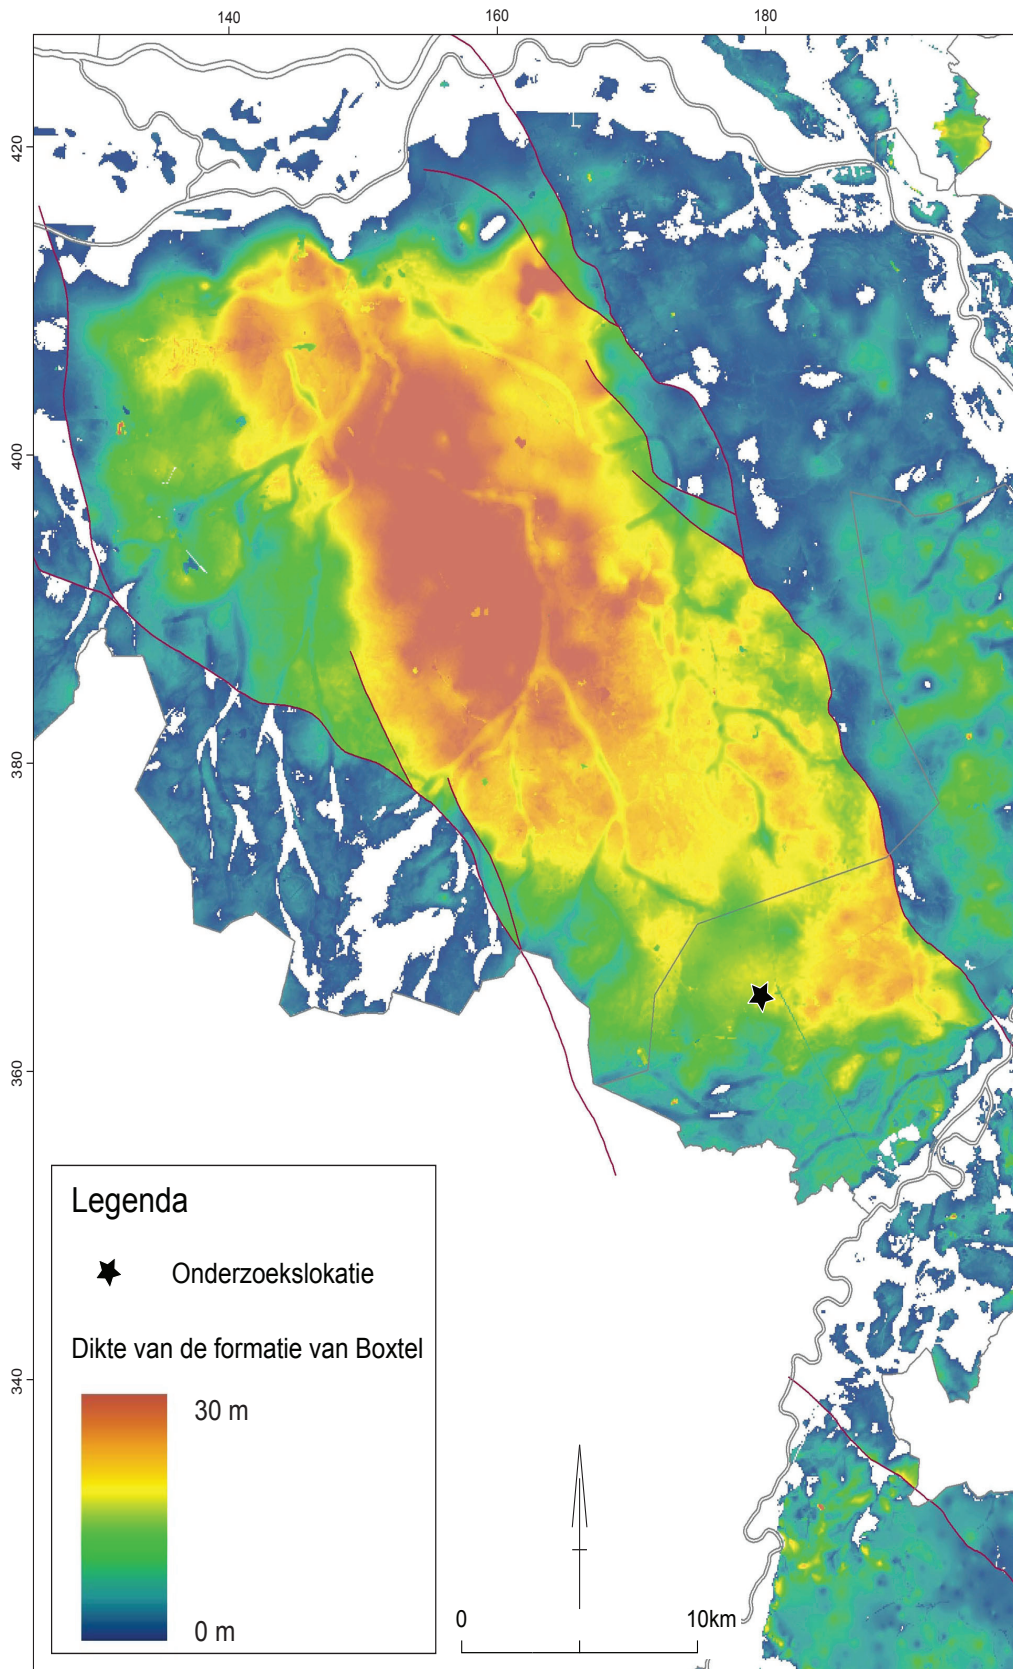 140
160
180
420
400
380
360
340
Legenda
Onderzoekslokatie
Dikte van de formatie van Boxtel
30 m
0 m
0
10km